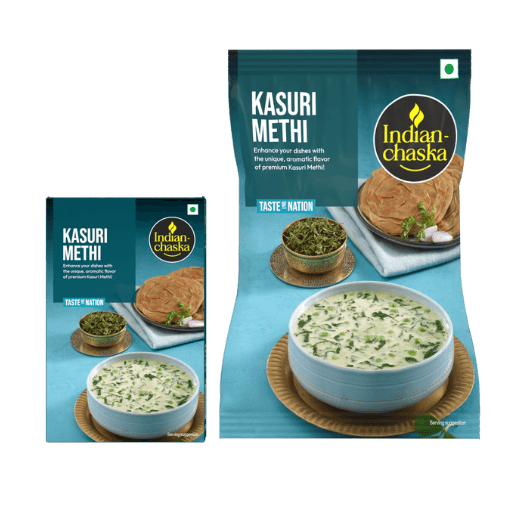 KASURI
METHI
Enhance your dishes with
the unique, aromatic flavor
of premium Kasuri Methi!
Indian-
chaska
TASTE OF NATION
Serving suggestion
KASURI
METHI
Enhance your dishes with
the unique, aromatic flavor
of premium Kasuri Methi!
Indian-
chaska
TASTE OF NATION
Serving suggestion